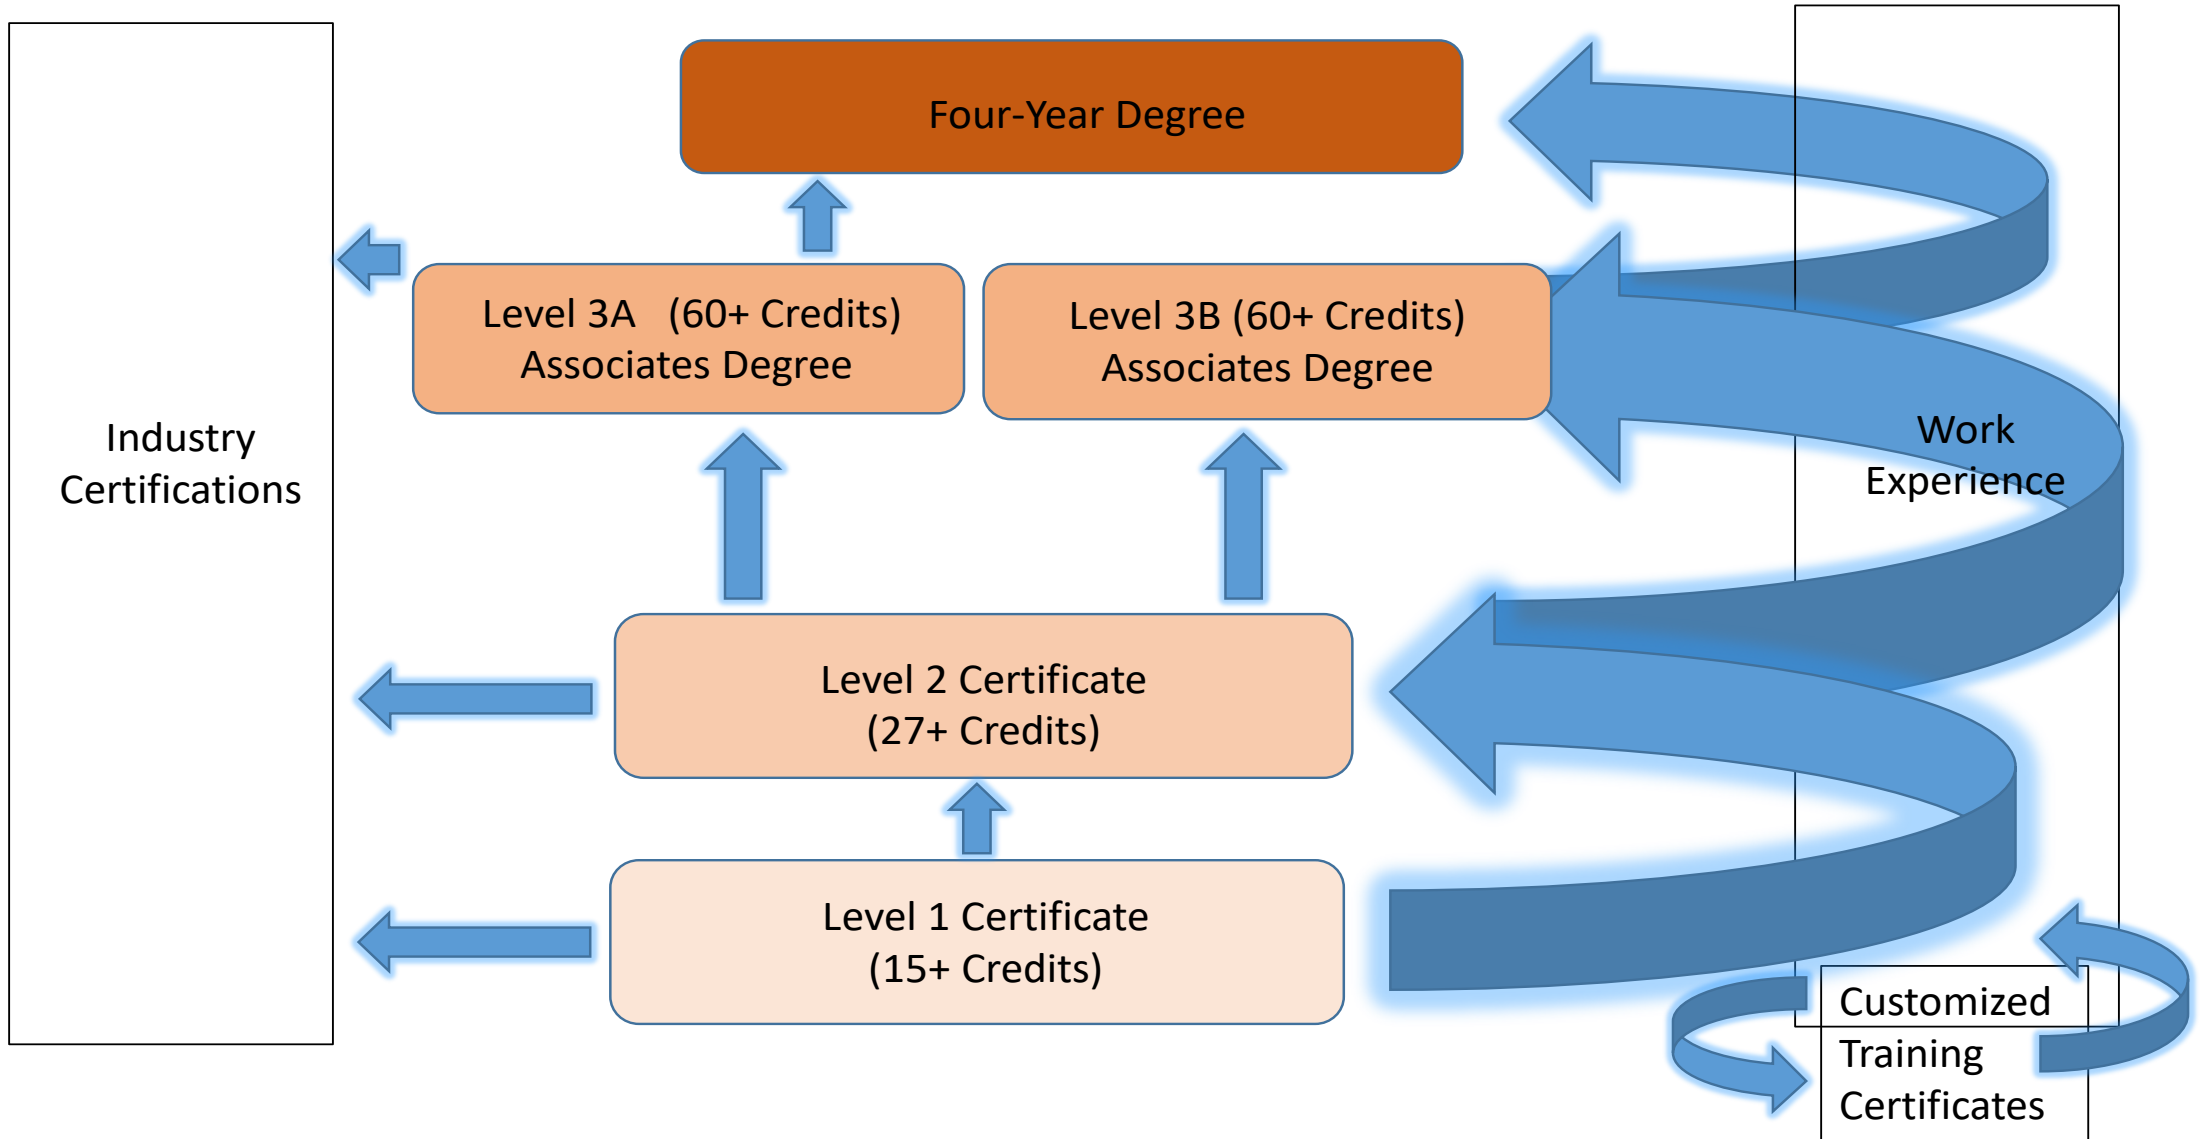 Four-Year Degree
Level 3A   (60+ Credits)
Associates Degree
Level 3B (60+ Credits)
Associates Degree
Industry
Certifications
Work
Experience
Level 2 Certificate
(27+ Credits)
Level 1 Certificate
(15+ Credits)
Customized
Training
Certificates